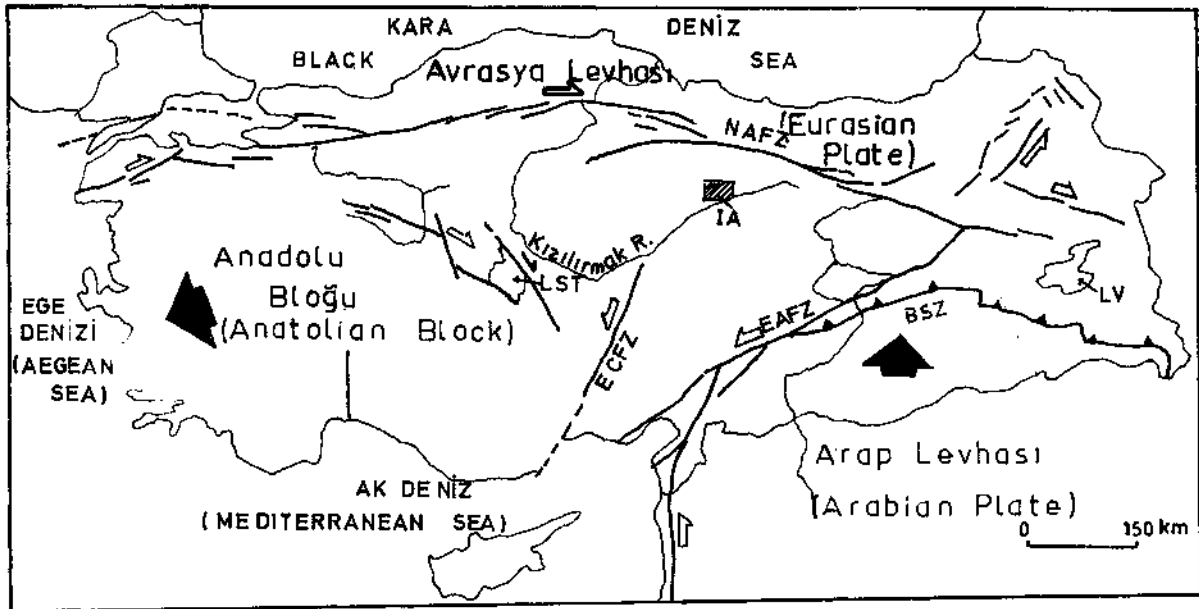 KARA DENİZ
BLACK SEA
Avrasya Levhası
NAFZ
(Eurasian
Plate)
IA
Kızılırmak R.
LST
Anadolu
Bloğu
(Anatolian Block)
EGE
DENİZİ
(AEGEAN
SEA)
ECFZ
EAFZ
BSZ
LV
Arap Levhası
(Arabian Plate)
AK DENİZ
(MEDITERRANEAN SEA)
0 150 km